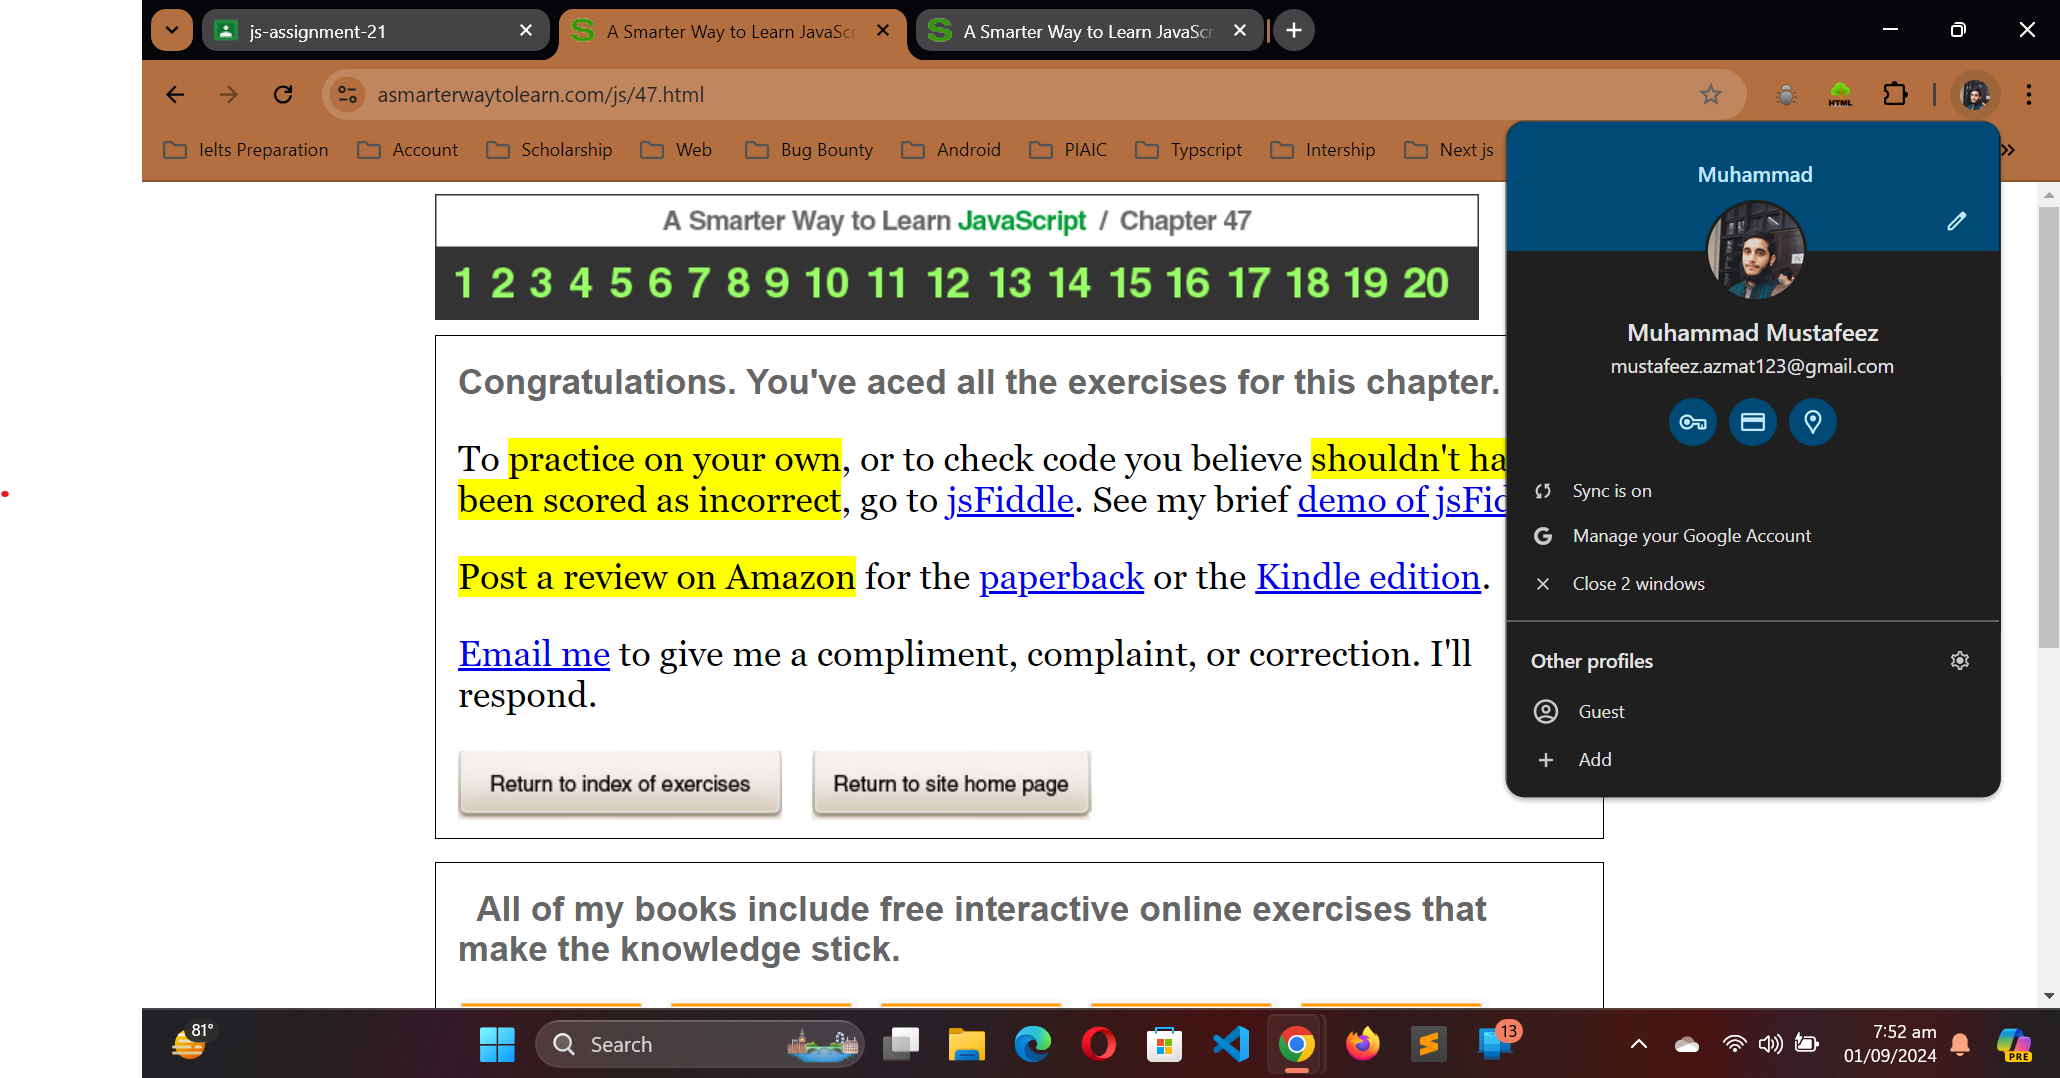 js-assignment-21
A Smarter Way to Learn JavaScr
A Smarter Way to Learn JavaScr
asmarterwaytolearn.com/js/47.html
HTML
Ielts Preparation
Account
Scholarship
Web
Bug Bounty
Android
PIAIC
Typscript
Intership
Next js
A Smarter Way to Learn JavaScript / Chapter 47
1 2 3 4 5 6 7 8 9 10 11 12 13 14 15 16 17 18 19 20
Congratulations. You've aced all the exercises for this chapter.
To practice on your own, or to check code you believe shouldn't ha
been scored as incorrect, go to jsFiddle. See my brief demo of jsFid
Post a review on Amazon for the paperback or the Kindle edition.
Email me to give me a compliment, complaint, or correction. I'll
respond.
Return to index of exercises
Return to site home page
All of my books include free interactive online exercises that
make the knowledge stick.
Muhammad
Muhammad Mustafeez
mustafeez.azmat123@gmail.com
Sync is on
Manage your Google Account
Close 2 windows
Other profiles
Guest
Add
81°
Search
13
7:52 am
01/09/2024
PRE